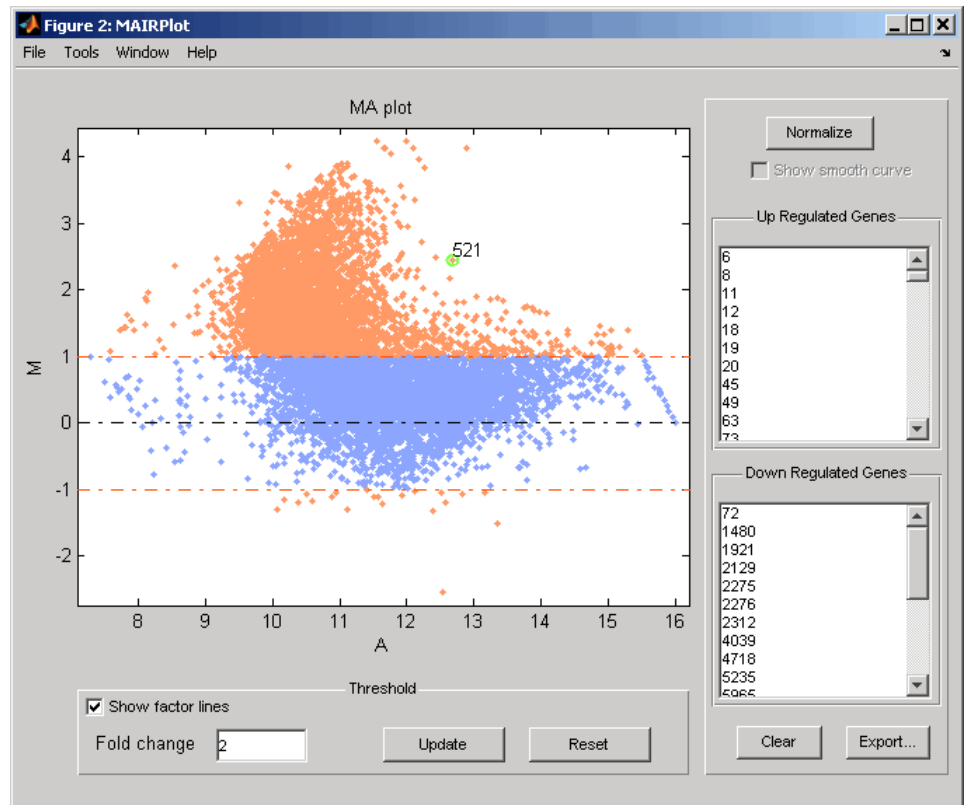 Figure 2: MAIRPlot
File Tools Window Help
MA plot
4
3
2
1
0
-1
-2
M
521
8 9 10 11 12 13 14 15 16
A
Threshold
Show factor lines
Fold change 2 Update Reset
Normalize
Show smooth curve
Up Regulated Genes
6
8
11
12
18
19
20
45
49
63
73
Down Regulated Genes
72
1480
1921
2129
2275
2276
2312
4039
4718
5235
5965
Clear Export...